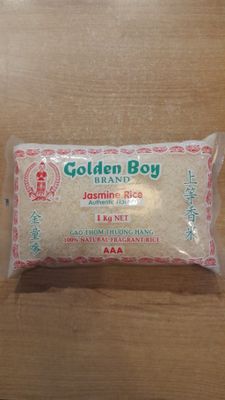 Golden Boy
BRAND
Jasmine Rice
1 Kg NET
GẠO THƠM THƯỢNG HẠNG
100% NATURAL FRAGRANT RICE
AAA
金童零
上等香米